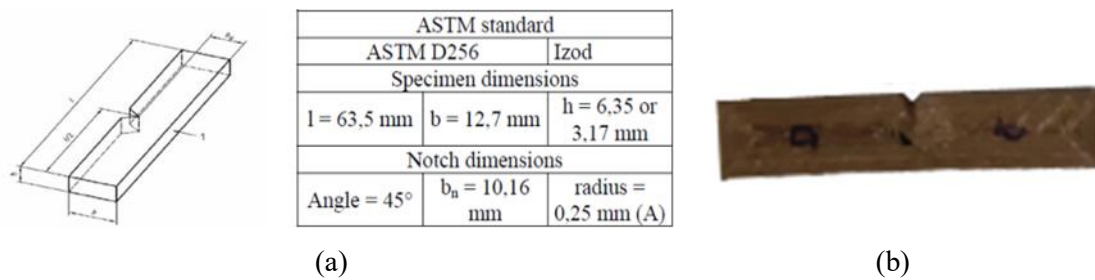 ASTM standard
ASTM D256 Izod
Specimen dimensions
l = 63,5 mm b = 12,7 mm h = 6,35 or
3,17 mm
Notch dimensions
Angle = 45° bn = 10,16
mm radius =
0,25 mm (A)
(a) (b)